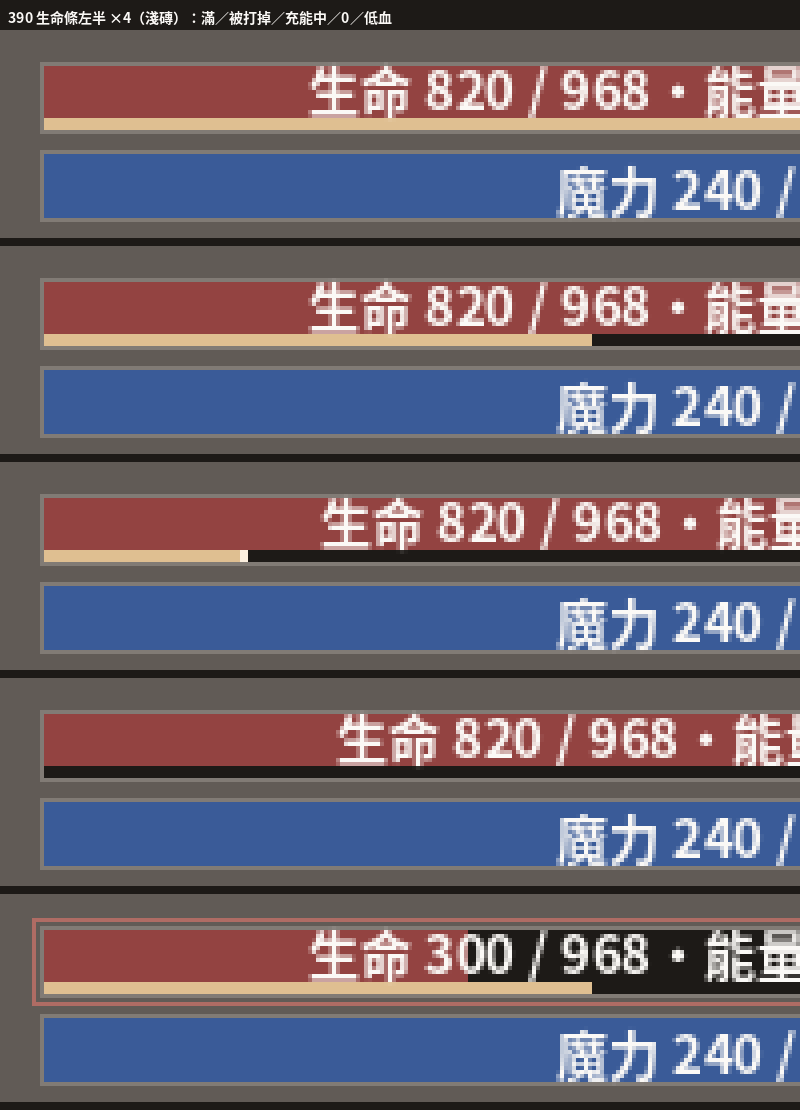 390 生命條左半 ×4（淺磚）：滿／被打掉／充能中／0／低血
生命 820 / 968・能量
魔力 240 /
生命 820 / 968・能量
魔力 240 /
生命 820 / 968・能量
魔力 240 /
生命 820 / 968・能
魔力 240 /
生命 300 / 968・能量
魔力 240 /